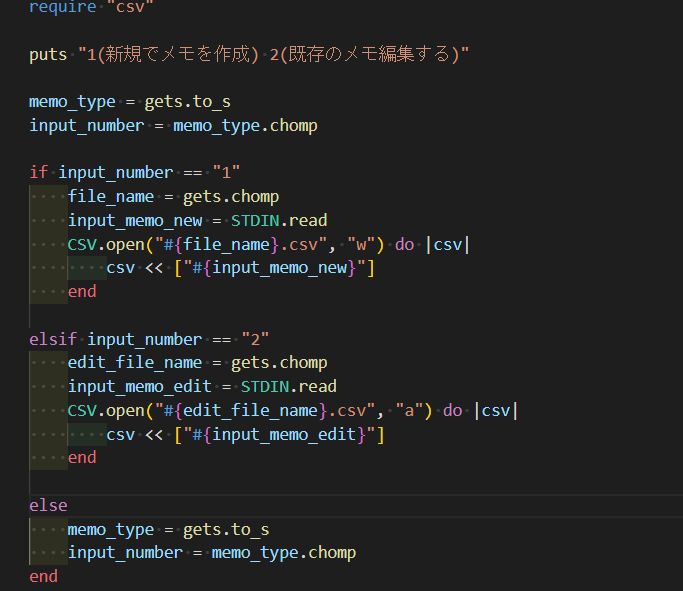 require "csv"
puts "1(新規でメモを作成) 2(既存のメモ編集する)"
memo_type = gets.to_s
input_number = memo_type.chomp
if input_number == "1"
    file_name = gets.chomp
    input_memo_new = STDIN.read
    CSV.open("#{file_name}.csv", "w") do |csv|
        csv << ["#{input_memo_new}"]
    end
elsif input_number == "2"
    edit_file_name = gets.chomp
    input_memo_edit = STDIN.read
    CSV.open("#{edit_file_name}.csv", "a") do |csv|
        csv << ["#{input_memo_edit}"]
    end
else
    memo_type = gets.to_s
    input_number = memo_type.chomp
end